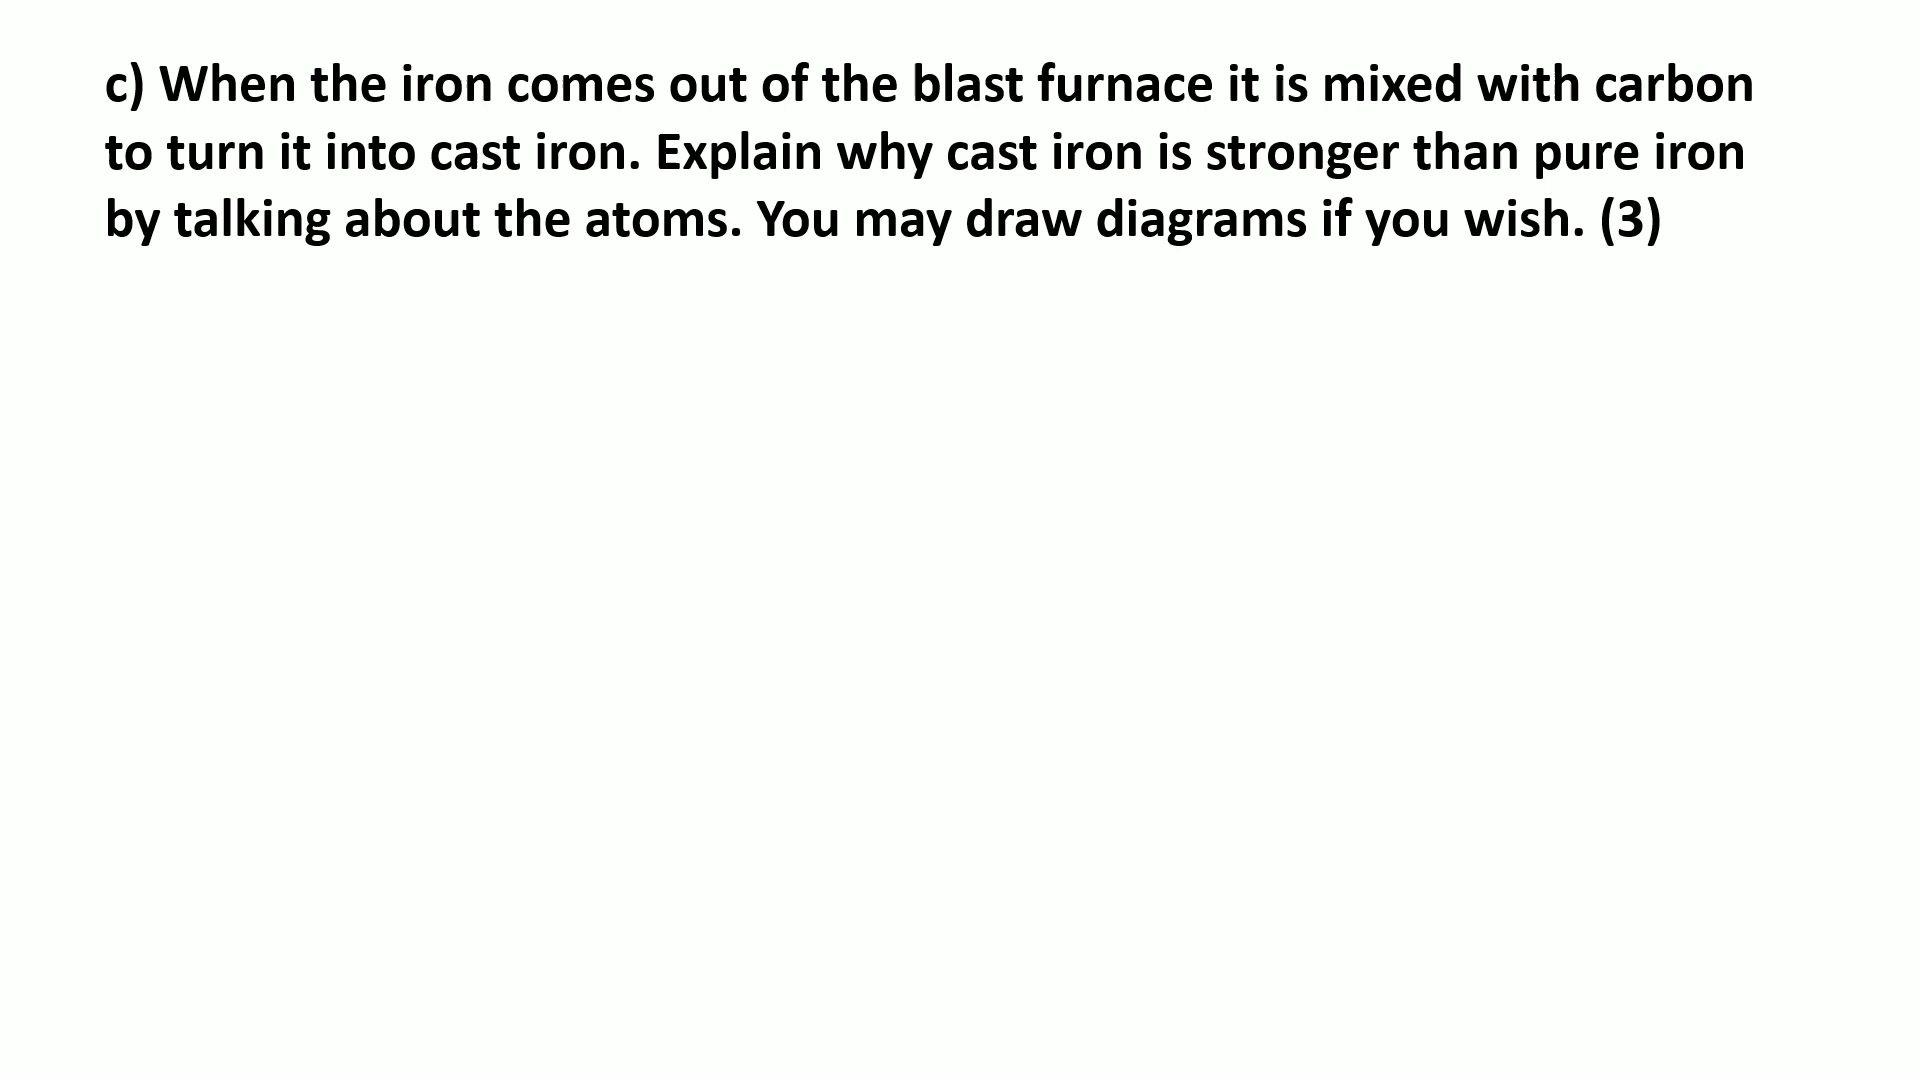 c) When the iron comes out of the blast furnace it is mixed with carbon
to turn it into cast iron. Explain why cast iron is stronger than pure iron
by talking about the atoms. You may draw diagrams if you wish. (3)